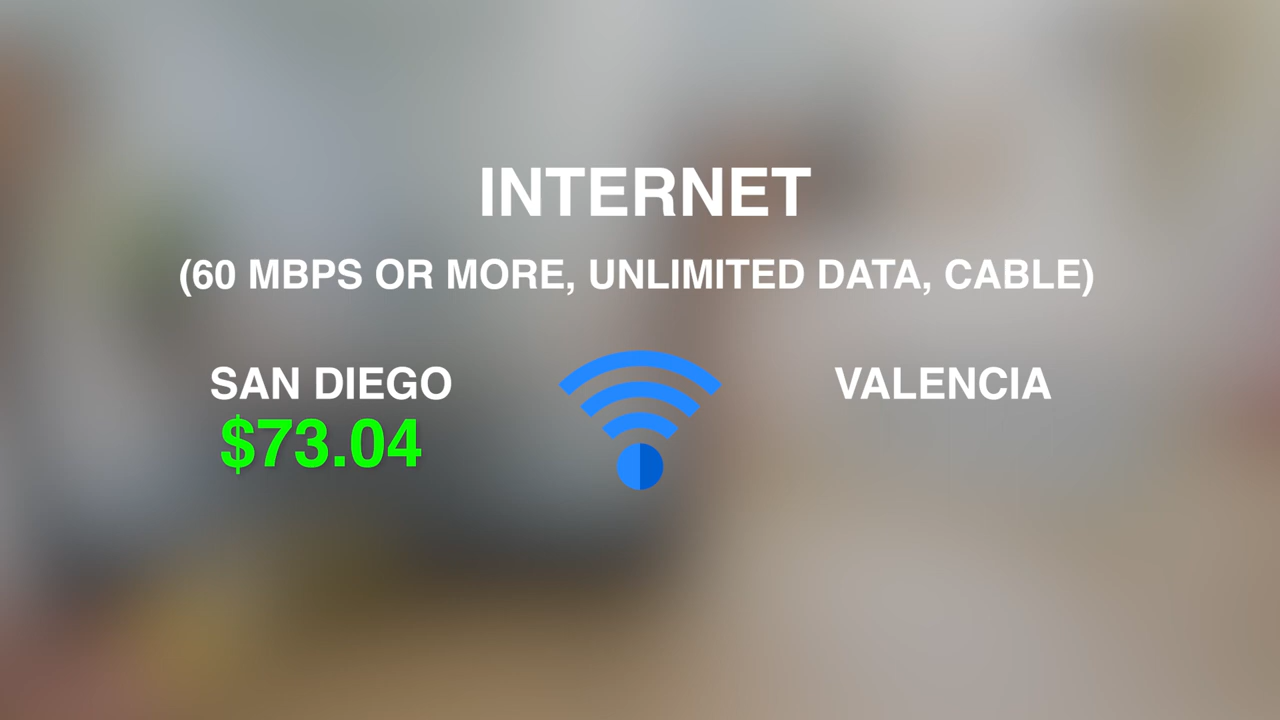 INTERNET
(60 MBPS OR MORE, UNLIMITED DATA, CABLE)
SAN DIEGO
VALENCIA
$73.04